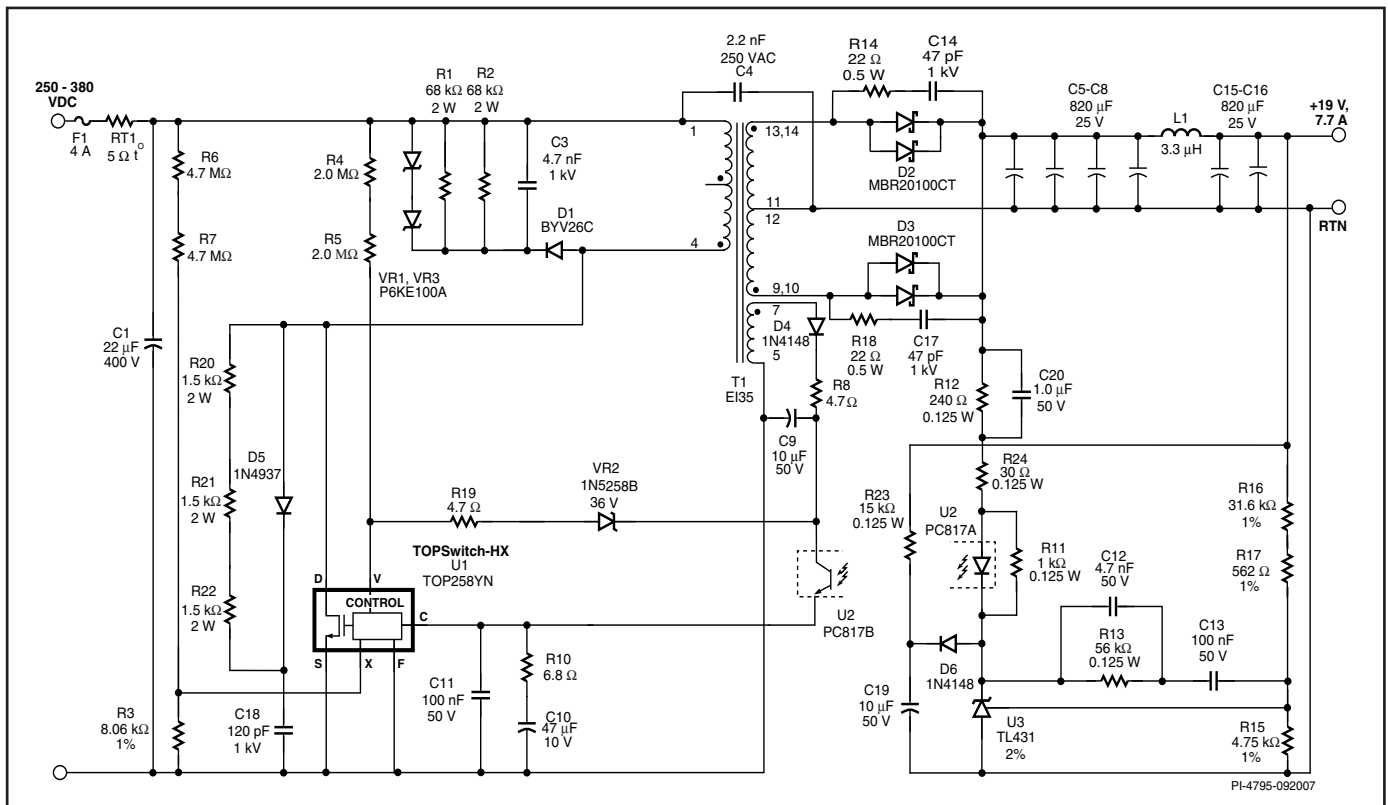 250 - 380
VDC
F1
4 A
RT1
5 Ω
t
o
C1
22 μF
400 V
R6
4.7 MΩ
R7
4.7 MΩ
R3
8.06 kΩ
1%
R4
2.0 MΩ
R5
2.0 MΩ
R1
68 kΩ
2 W
R2
68 kΩ
2 W
C3
4.7 nF
1 kV
D1
BYV26C
VR1, VR3
P6KE100A
2.2 nF
250 VAC
C4
1
4
13,14
11
12
9,10
7
5
T1
EI35
R14
22 Ω
0.5 W
C14
47 pF
1 kV
D2
MBR20100CT
D3
MBR20100CT
C5-C8
820 μF
25 V
L1
3.3 μH
C15-C16
820 μF
25 V
+19 V,
7.7 A
RTN
D4
1N4148
R8
4.7 Ω
R18
22 Ω
0.5 W
C17
47 pF
1 kV
R12
240 Ω
0.125 W
C20
1.0 μF
50 V
C9
10 μF
50 V
R20
1.5 kΩ
2 W
D5
1N4937
R21
1.5 kΩ
2 W
R22
1.5 kΩ
2 W
C18
120 pF
1 kV
R19
4.7 Ω
VR2
1N5258B
36 V
TOPSwitch-HX
U1
TOP258YN
D
V
CONTROL
C
S
X
F
C11
100 nF
50 V
R10
6.8 Ω
C10
47 μF
10 V
U2
PC817B
R24
30 Ω
0.125 W
R23
15 kΩ
0.125 W
U2
PC817A
R11
1 kΩ
0.125 W
C12
4.7 nF
50 V
R13
56 kΩ
0.125 W
C13
100 nF
50 V
R16
31.6 kΩ
1%
R17
562 Ω
1%
D6
1N4148
C19
10 μF
50 V
U3
TL431
2%
R15
4.75 kΩ
1%
PI-4795-092007